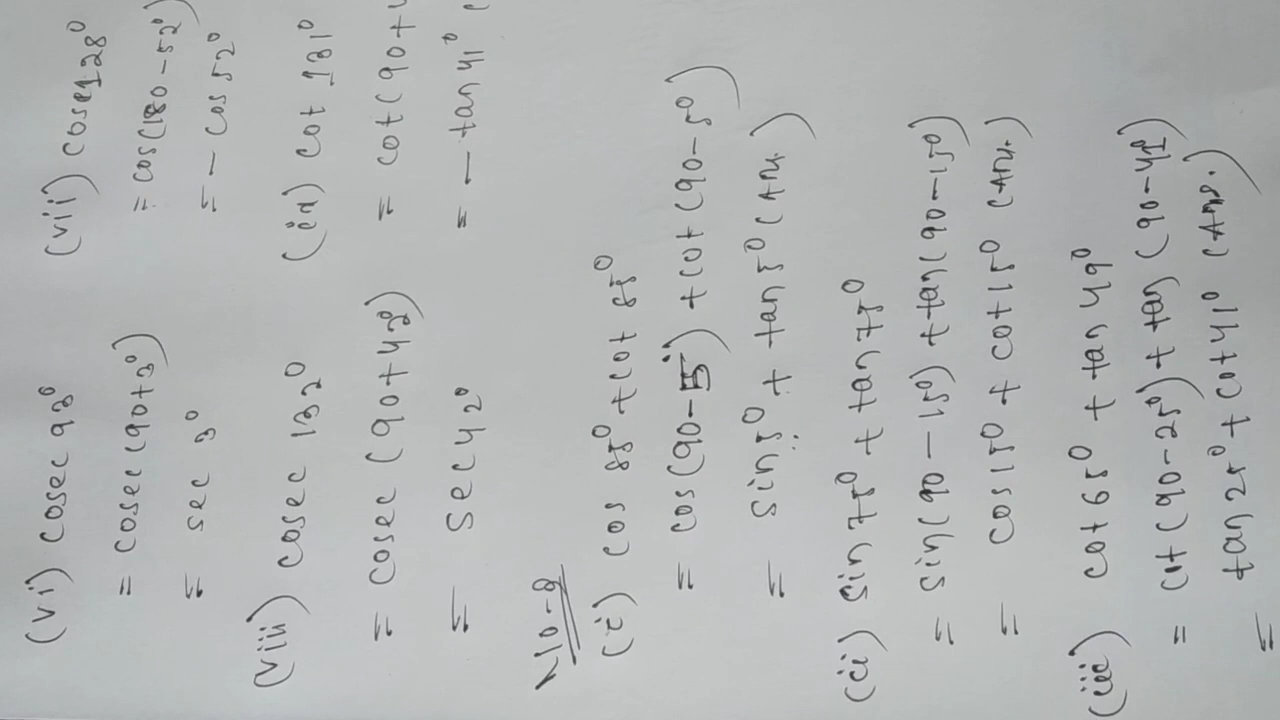 (vi) cosec 93°
= cosec (90+3°)
= sec 3°
(vii) cose128°
= cos(180-52°)
= - cos 52°
(viii) cosec 132°
= cosec (90+42°)
= sec 42°
(ix) cot 131°
= cot (90+4
= - tan 41° (
(i) cos 85° + cot 85°
= cos (90-5) + cot (90-5°)
= sin 5° + tan 5° (Ans.)
(ii) sin 75° + tan 75°
= sin (90-15°) + tan (90-15°)
= cos 15° + cot 15° (Ans.)
(iii) cot 65° + tan 49°
= cot (90-25°) + tan (90-41)
= tan 25° + cot 41° (Ans.)